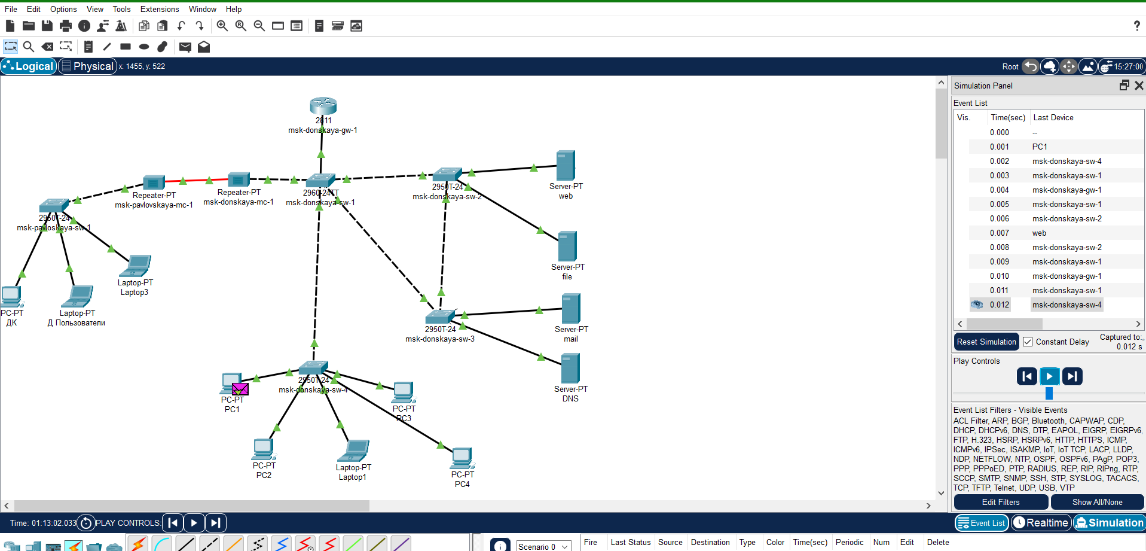 File Edit Options View Tools Extensions Window Help
?
Logical Physical x: 1455, y: 522 Root 15:27:00
Simulation Panel
Event List
Vis. Time(sec) Last Device
0.000 --
0.001 PC1
0.002 msk-donskaya-sw-4
0.003 msk-donskaya-sw-1
0.004 msk-donskaya-gw-1
0.005 msk-donskaya-sw-1
0.006 msk-donskaya-sw-2
0.007 web
0.008 msk-donskaya-sw-2
0.009 msk-donskaya-sw-1
0.010 msk-donskaya-gw-1
0.011 msk-donskaya-sw-1
0.012 msk-donskaya-sw-4
Reset Simulation Constant Delay Captured to:
0.012 s
Play Controls
Event List Filters - Visible Events
ACL Filter, ARP, BGP, Bluetooth, CAPWAP, CDP,
DHCP, DHCPv6, DNS, DTP, EAPOL, EIGRP, EIGRPv6,
FTP, H.323, HSRP, HSRPv6, HTTP, HTTPS, ICMP,
ICMPv6, IPSec, ISAKMP, IoT, IoT TCP, LACP, LLDP,
NDP, NETFLOW, NTP, OSPF, OSPFv6, PAgP, POP3,
PPP, PPPoED, PTP, RADIUS, REP, RIP, RIPng, RTP,
SCCP, SMTP, SNMP, SSH, STP, SYSLOG, TACACS,
TCP, TFTP, Telnet, UDP, USB, VTP
Edit Filters Show All/None
Event List Realtime Simulation
2811
msk-donskaya-gw-1
Repeater-PT
msk-pavlovskaya-mc-1
Repeater-PT
msk-donskaya-mc-1
2960-24TT
msk-donskaya-sw-1
2950T-24
msk-donskaya-sw-2
Server-PT
web
2950T-24
msk-pavlovskaya-sw-1
Server-PT
file
Laptop-PT
Laptop3
PC-PT
ДК
Laptop-PT
Д Пользователи
2950T-24
msk-donskaya-sw-3
Server-PT
mail
2950T-24
msk-donskaya-sw-4
Server-PT
DNS
PC-PT
PC1
PC-PT
PC3
PC-PT
PC2
Laptop-PT
Laptop1
PC-PT
PC4
Time: 01:13:02.033 PLAY CONTROLS:
Scenario 0 Fire Last Status Source Destination Type Color Time(sec) Periodic Num Edit Delete